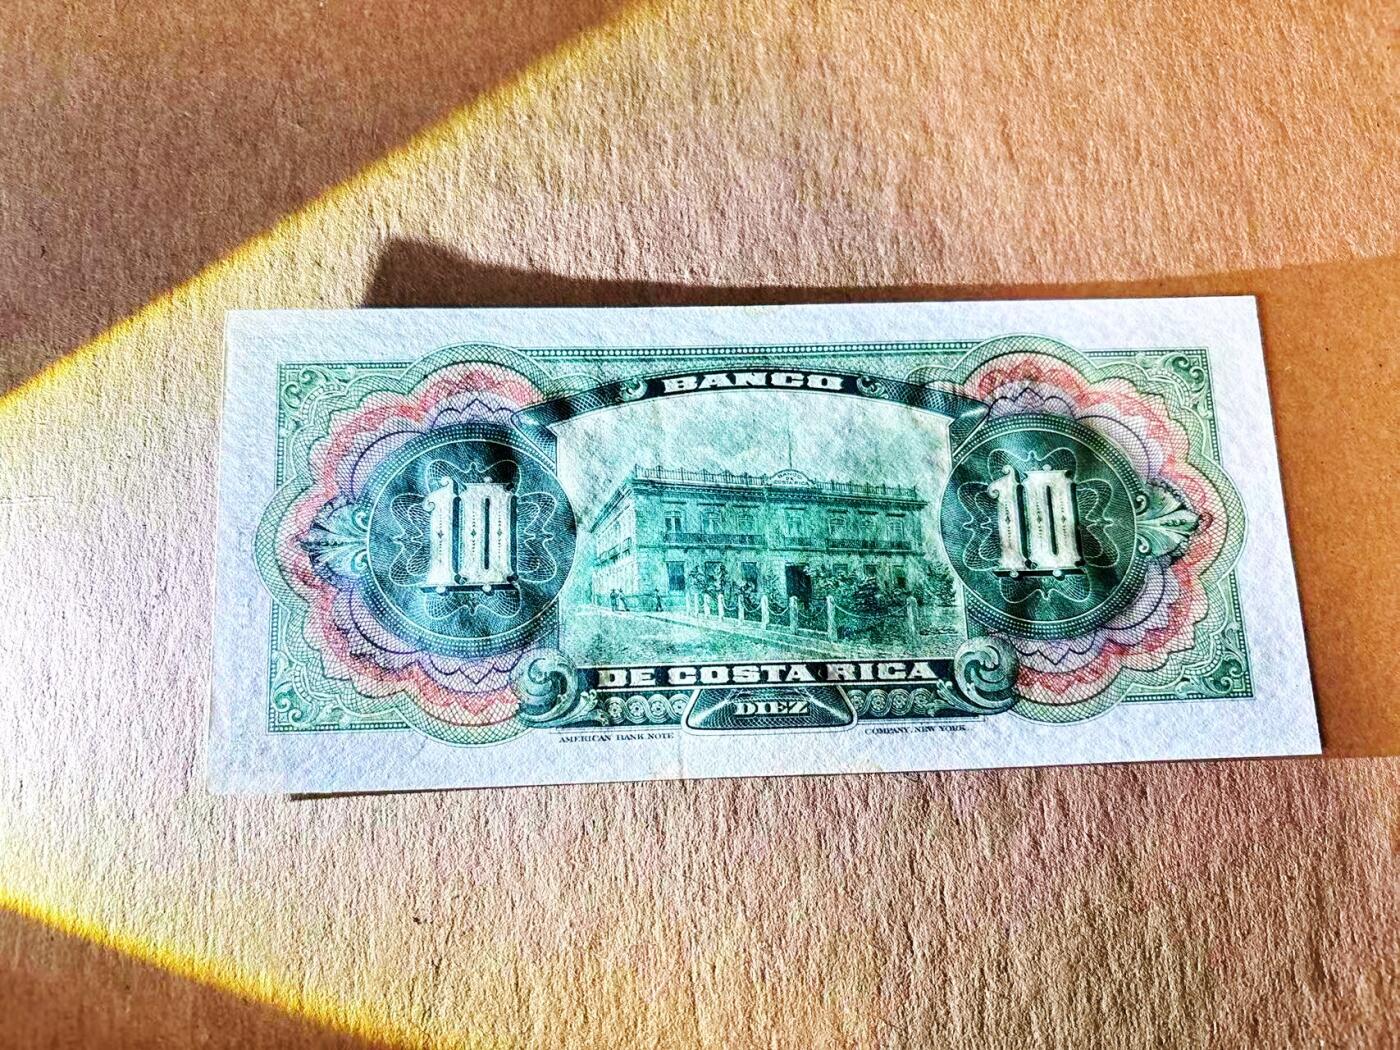 BANCO
10
10
DE COSTA RICA
DIEZ
AMERICAN BANK NOTE COMPANY, NEW YORK.